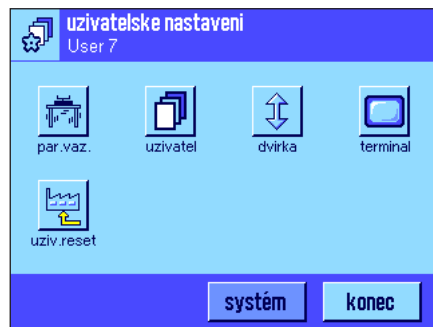 uzivatelske nastaveni
User 7
par.vaz.
uzivatel
dvirka
terminal
uziv.reset
systém
konec